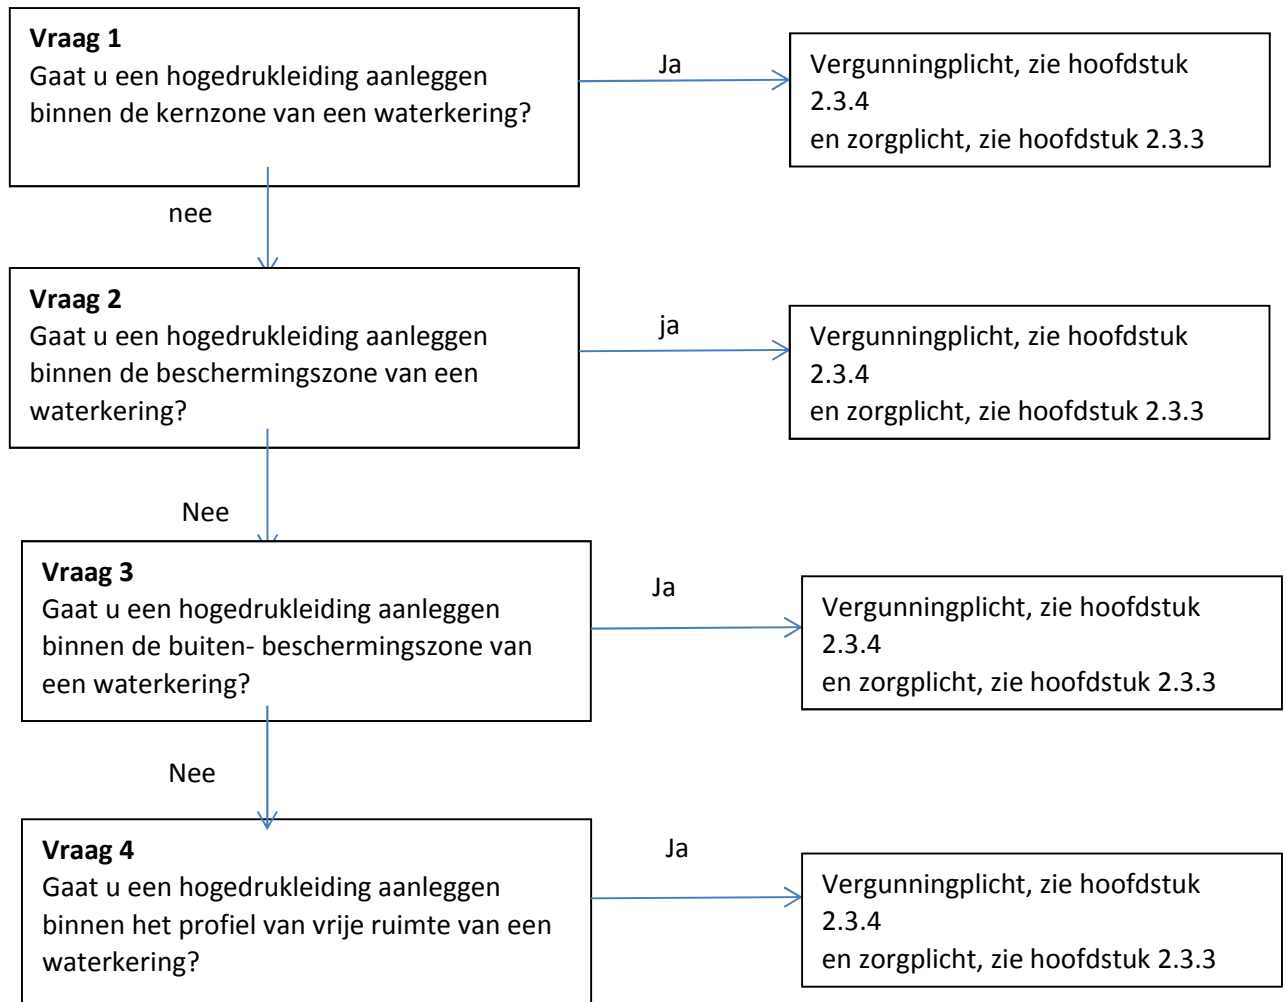 Vraag 1
Gaat u een hogedrukleiding aanleggen
binnen de kernzone van een waterkering?
Ja
Vergunningplicht, zie hoofdstuk
2.3.4
en zorgplicht, zie hoofdstuk 2.3.3
nee
Vraag 2
Gaat u een hogedrukleiding aanleggen
binnen de beschermingszone van een
waterkering?
ja
Vergunningplicht, zie hoofdstuk
2.3.4
en zorgplicht, zie hoofdstuk 2.3.3
Nee
Vraag 3
Gaat u een hogedrukleiding aanleggen
binnen de buiten- beschermingszone van
een waterkering?
Ja
Vergunningplicht, zie hoofdstuk
2.3.4
en zorgplicht, zie hoofdstuk 2.3.3
Nee
Vraag 4
Gaat u een hogedrukleiding aanleggen
binnen het profiel van vrije ruimte van een
waterkering?
Ja
Vergunningplicht, zie hoofdstuk
2.3.4
en zorgplicht, zie hoofdstuk 2.3.3